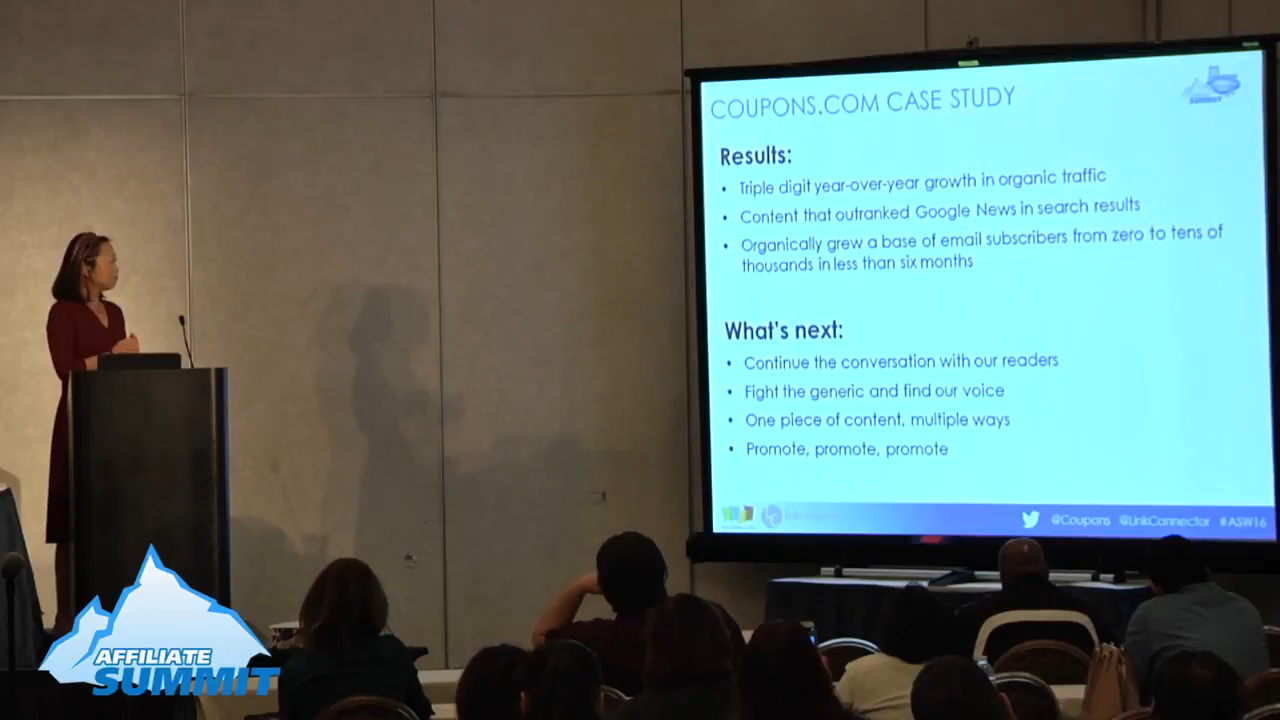 COUPONS.COM CASE STUDY
SUMMIT
Results:
• Triple digit year-over-year growth in organic traffic
• Content that outranked Google News in search results
• Organically grew a base of email subscribers from zero to tens of
thousands in less than six months
What's next:
• Continue the conversation with our readers
• Fight the generic and find our voice
• One piece of content, multiple ways
• Promote, promote, promote
@Coupons @LinkConnector #ASW16
AFFILIATE
SUMMIT